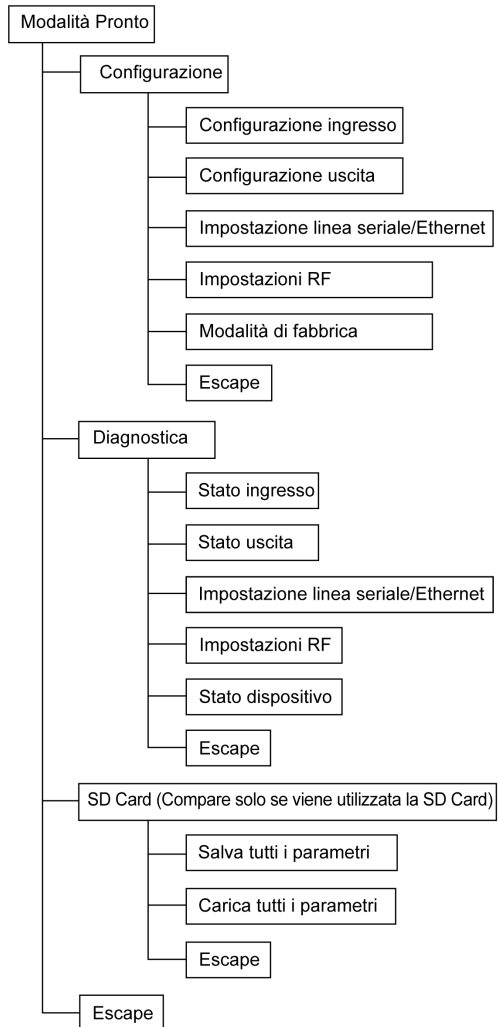 Modalità Pronto
Configurazione
Configurazione ingresso
Configurazione uscita
Impostazione linea seriale/Ethernet
Impostazioni RF
Modalità di fabbrica
Escape
Diagnostica
Stato ingresso
Stato uscita
Impostazione linea seriale/Ethernet
Impostazioni RF
Stato dispositivo
Escape
SD Card (Compare solo se viene utilizzata la SD Card)
Salva tutti i parametri
Carica tutti i parametri
Escape
Escape